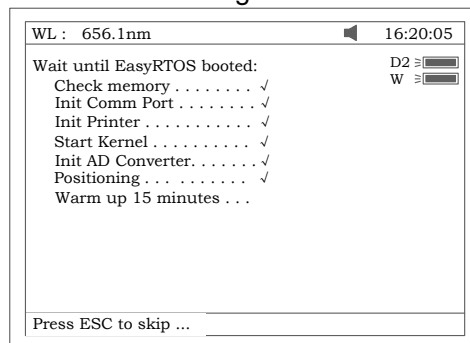 WL : 656.1nm 16:20:05
Wait until EasyRTOS booted:
D2
W
Check memory . . . . . . . . √
Init Comm Port . . . . . . . . √
Init Printer . . . . . . . . . . . √
Start Kernel . . . . . . . . . . √
Init AD Converter. . . . . . . √
Positioning . . . . . . . . . . . √
Warm up 15 minutes . . .
Press ESC to skip ...